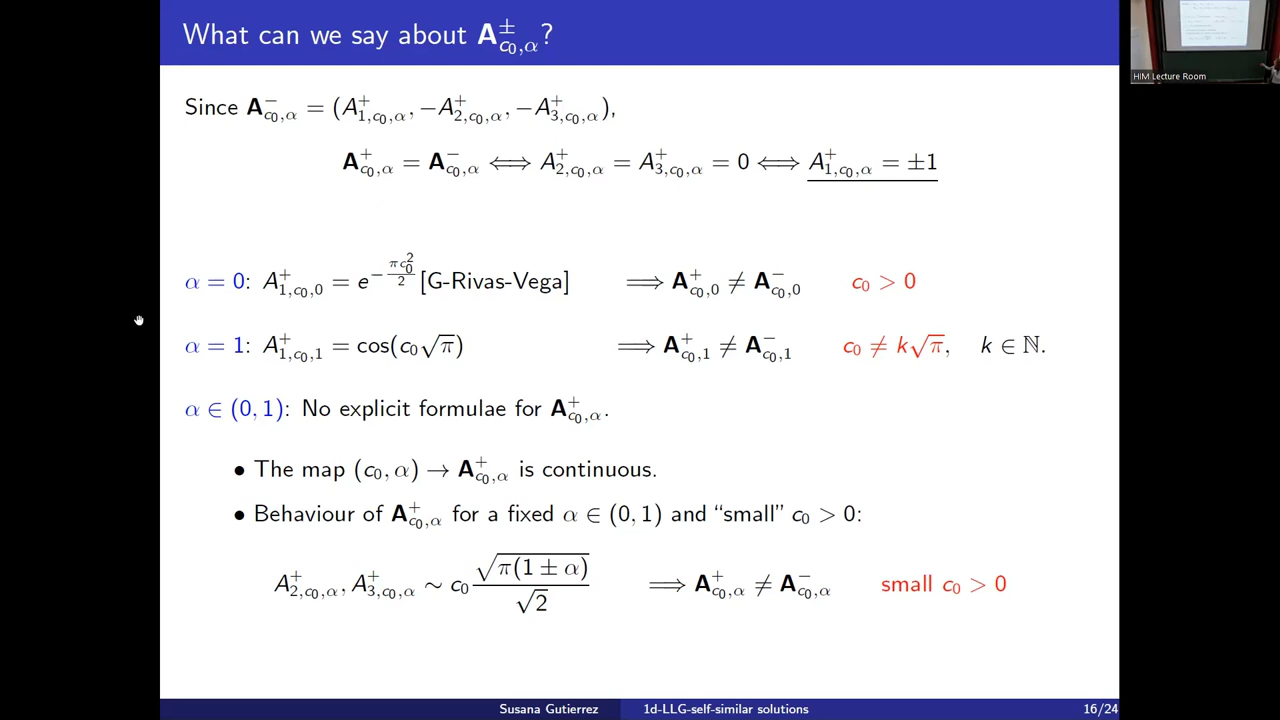 What can we say about A±c₀,α?
HIM Lecture Room
Since A⁻c₀,α = (A⁺1,c₀,α, −A⁺2,c₀,α, −A⁺3,c₀,α),
A⁺c₀,α = A⁻c₀,α ⟺ A⁺2,c₀,α = A⁺3,c₀,α = 0 ⟺ A⁺1,c₀,α = ±1
α = 0: A⁺1,c₀,0 = e^(−πc₀²/2) [G-Rivas-Vega] ⟹ A⁺c₀,0 ≠ A⁻c₀,0 c₀ > 0
α = 1: A⁺1,c₀,1 = cos(c₀√π) ⟹ A⁺c₀,1 ≠ A⁻c₀,1 c₀ ≠ k√π, k ∈ ℕ.
α ∈ (0, 1): No explicit formulae for A⁺c₀,α.
• The map (c₀, α) → A⁺c₀,α is continuous.
• Behaviour of A⁺c₀,α for a fixed α ∈ (0, 1) and “small” c₀ > 0:
A⁺2,c₀,α, A⁺3,c₀,α ∼ c₀ √(π(1 ± α))/√2 ⟹ A⁺c₀,α ≠ A⁻c₀,α small c₀ > 0
Susana Gutierrez 1d-LLG-self-similar solutions 16/24